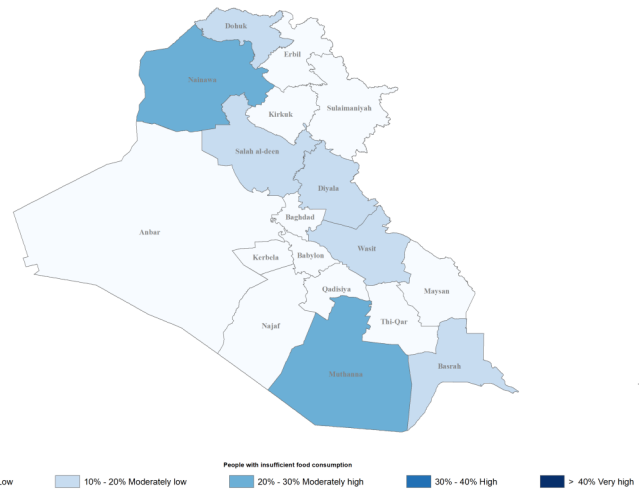 Dohuk
Erbil
Nainawa
Kirkuk
Sulaimaniyah
Salah al-deen
Diyala
Baghdad
Anbar
Wasit
Kerbela
Babylon
Qadisiya
Maysan
Najaf
Thi-Qar
Basrah
Muthanna
People with insufficient food consumption
Low
10% - 20% Moderately low
20% - 30% Moderately high
30% - 40% High
> 40% Very high